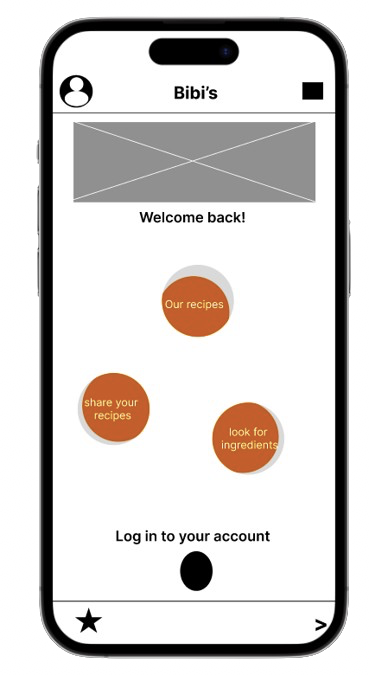 Bibi's
Welcome back!
Our recipes
share your
recipes
look for
ingredients
Log in to your account
>